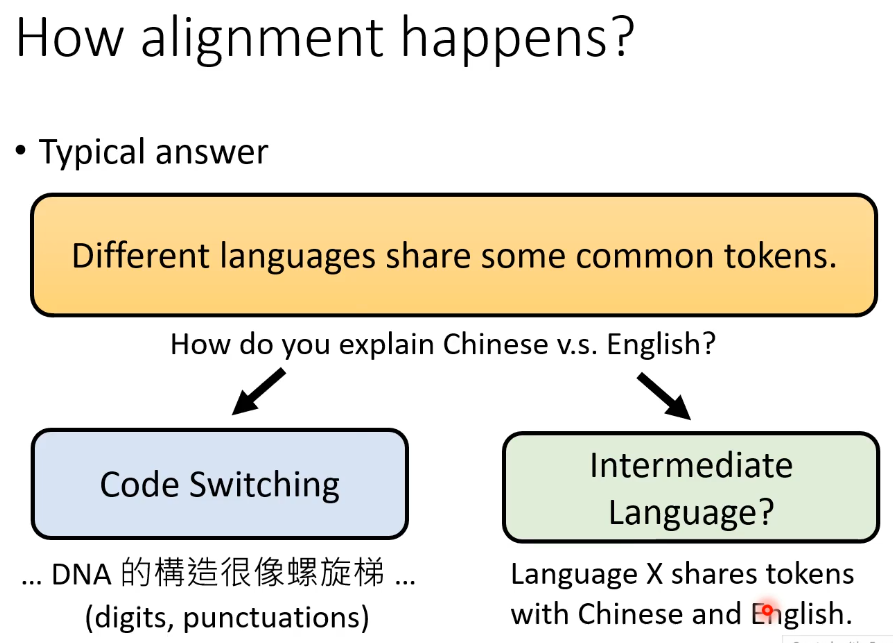 How alignment happens?
• Typical answer
Different languages share some common tokens.
How do you explain Chinese v.s. English?
Code Switching
... DNA 的構造很像螺旋梯 ...
(digits, punctuations)
Intermediate
Language?
Language X shares tokens
with Chinese and English.